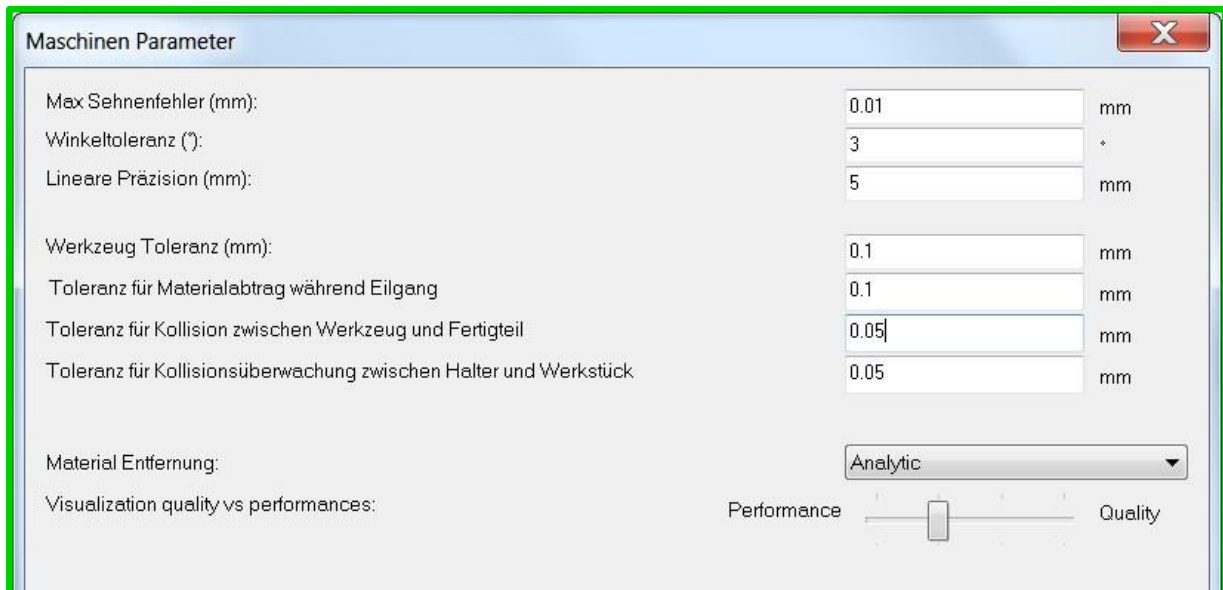 Maschinen Parameter
Max Sehnenfehler (mm): 0.01 mm
Winkeltoleranz (°): 3 °
Lineare Präzision (mm): 5 mm
Werkzeug Toleranz (mm): 0.1 mm
Toleranz für Materialabtrag während Eilgang 0.1 mm
Toleranz für Kollision zwischen Werkzeug und Fertigteil 0.05 mm
Toleranz für Kollisionsüberwachung zwischen Halter und Werkstück 0.05 mm
Material Entfernung: Analytic
Visualization quality vs performances: Performance Quality